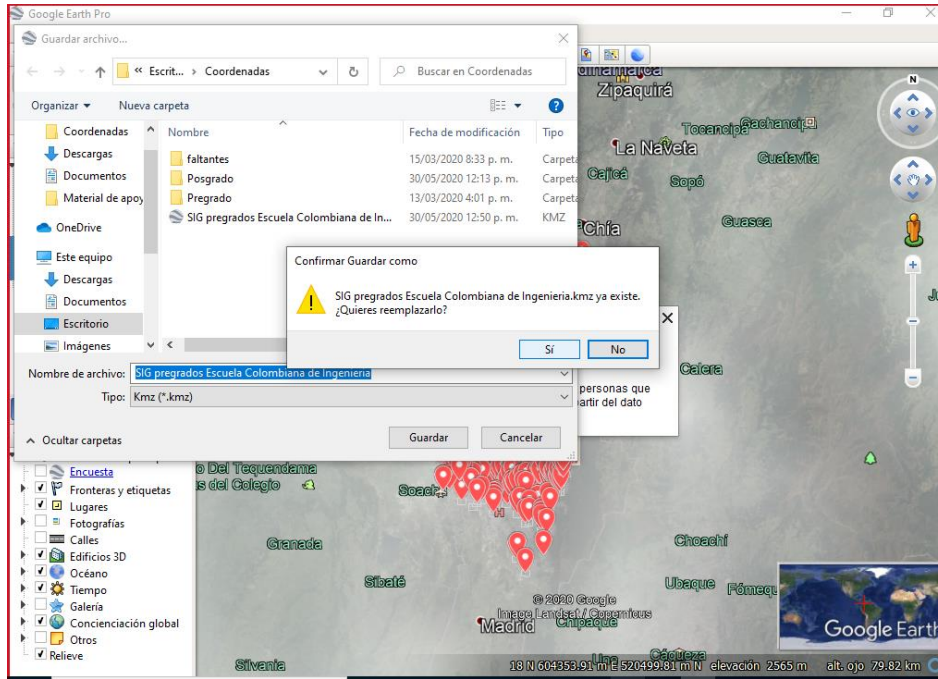 Google Earth Pro
Guardar archivo...
« Escrit... › Coordenadas
Buscar en Coordenadas
Organizar
Nueva carpeta
Coordenadas
Descargas
Documentos
Material de apoy
OneDrive
Este equipo
Descargas
Documentos
Escritorio
Imágenes
Nombre
Fecha de modificación
Tipo
faltantes
15/03/2020 8:33 p. m.
Carpeta
Posgrado
30/05/2020 12:13 p. m.
Carpeta
Pregrado
13/03/2020 4:01 p. m.
Carpeta
SIG pregrados Escuela Colombiana de In...
30/05/2020 12:50 p. m.
KMZ
Confirmar Guardar como
SIG pregrados Escuela Colombiana de Ingenieria.kmz ya existe.
¿Quieres reemplazarlo?
Sí
No
Nombre de archivo:
SIG pregrados Escuela Colombiana de Ingenieria
Tipo:
Kmz (*.kmz)
Ocultar carpetas
Guardar
Cancelar
personas que
partir del dato
Encuesta
Fronteras y etiquetas
Lugares
Fotografías
Calles
Edificios 3D
Océano
Tiempo
Galería
Concienciación global
Otros
Relieve
Zipaquirá
Tocancipá
Gachancipá
La Naveta
Guatavita
Cajicá
Sopó
Chía
Guasca
Calera
Del Tequendama
del Colegio
Soacha
H
Granada
Sibaté
Choachí
Ubaque
Madrid
Chipaque
Cáqueza
Silvania
N
© 2020 Google
Image Landsat / Copernicus
Google Earth
18 N 604353.91 m E 520499.81 m N elevación 2565 m alt. ojo 79.82 km